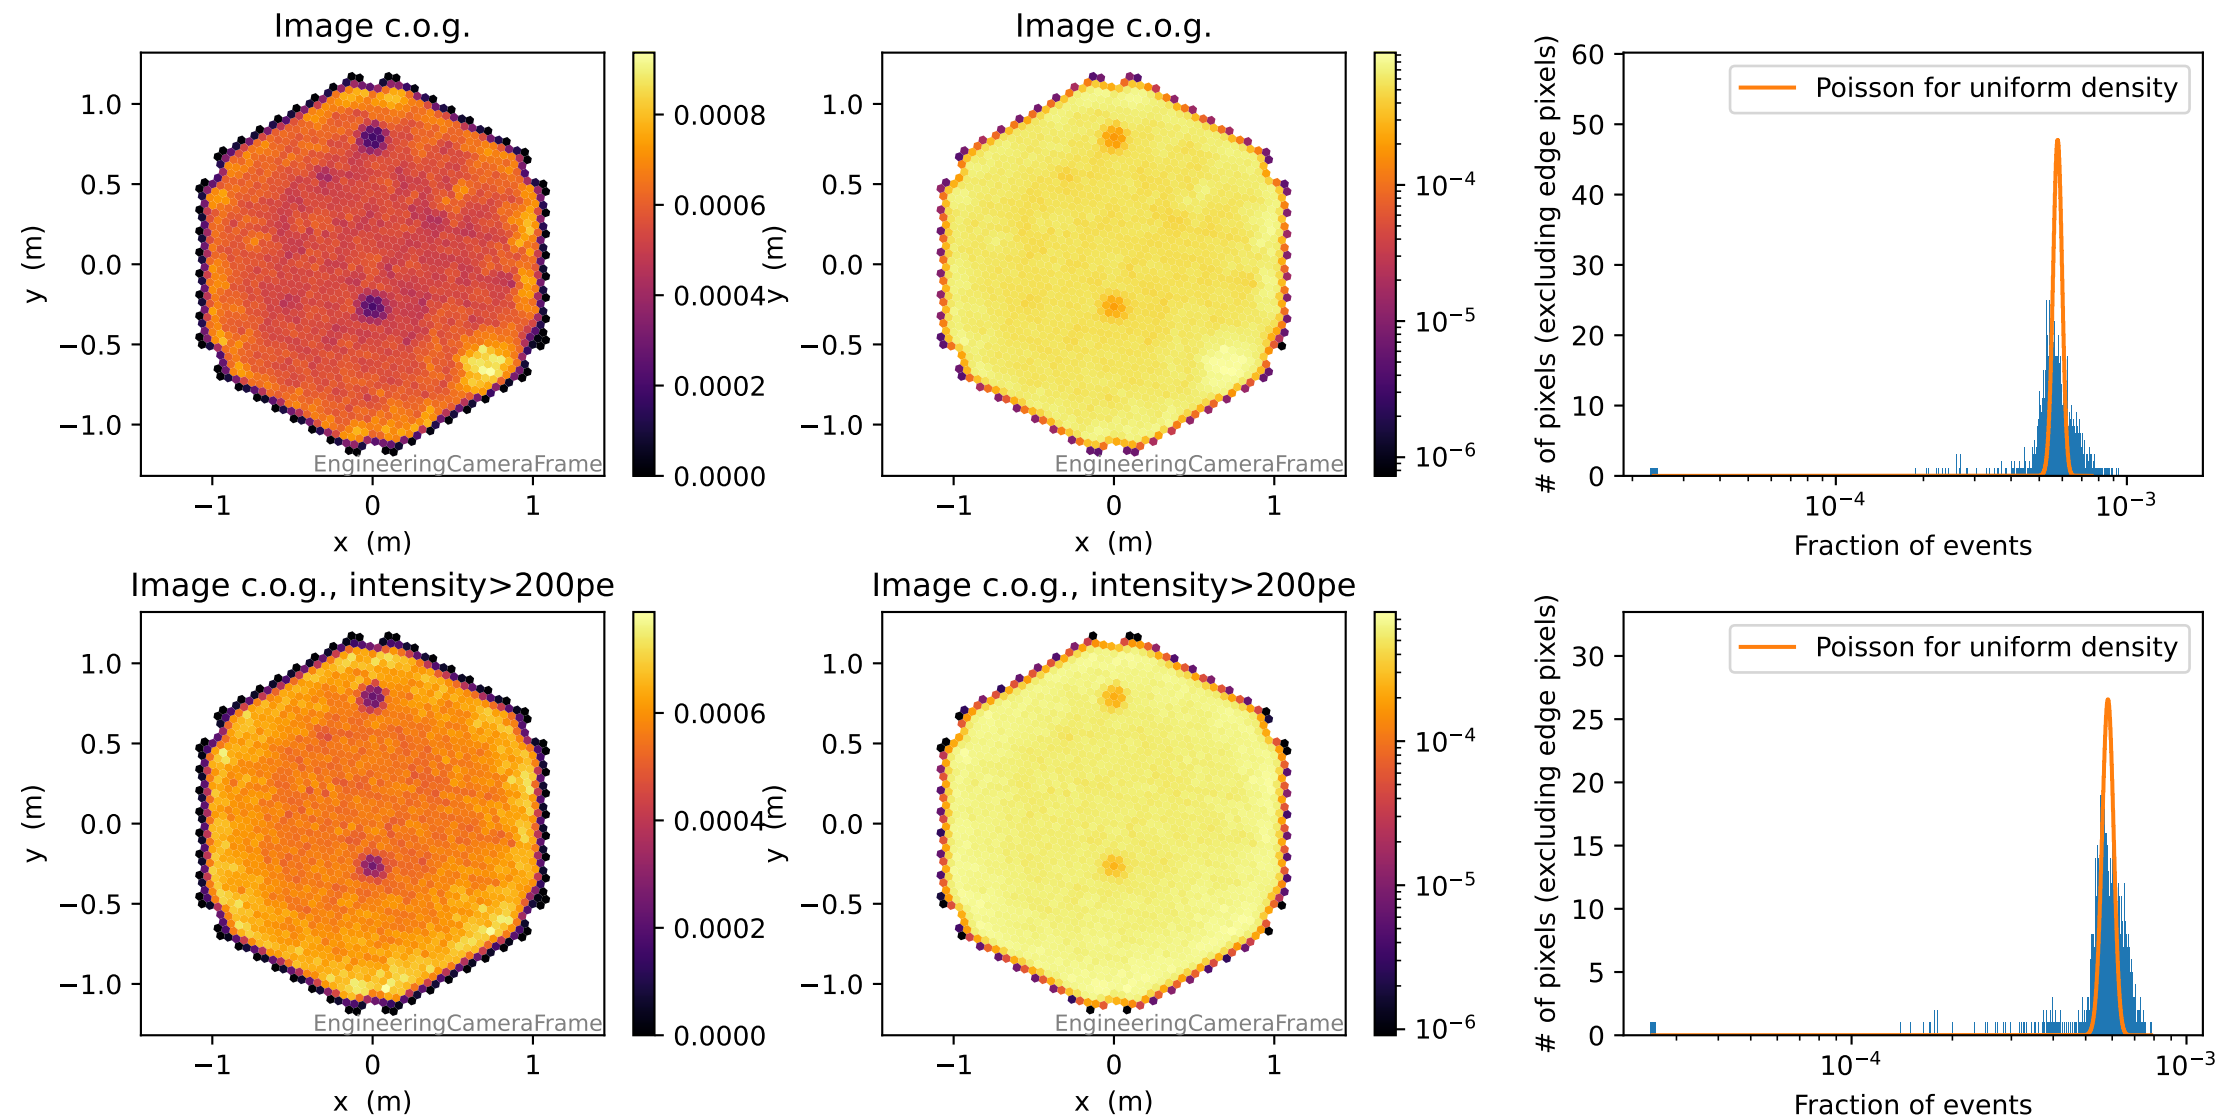 Image c.o.g.
1.0
0.5
0.0
−0.5
−1.0
y (m)
−1
0
1
x (m)
EngineeringCameraFrame
0.0008
0.0006
0.0004
0.0002
0.0000
Image c.o.g.
1.0
0.5
0.0
−0.5
−1.0
y (m)
−1
0
1
x (m)
EngineeringCameraFrame
10⁻⁴
10⁻⁵
10⁻⁶
60
50
40
30
20
10
0
# of pixels (excluding edge pixels)
Poisson for uniform density
10⁻⁴
10⁻³
Fraction of events
Image c.o.g., intensity>200pe
1.0
0.5
0.0
−0.5
−1.0
y (m)
−1
0
1
x (m)
EngineeringCameraFrame
0.0006
0.0004
0.0002
0.0000
Image c.o.g., intensity>200pe
1.0
0.5
0.0
−0.5
−1.0
y (m)
−1
0
1
x (m)
EngineeringCameraFrame
10⁻⁴
10⁻⁵
10⁻⁶
30
25
20
15
10
5
0
# of pixels (excluding edge pixels)
Poisson for uniform density
10⁻⁴
10⁻³
Fraction of events